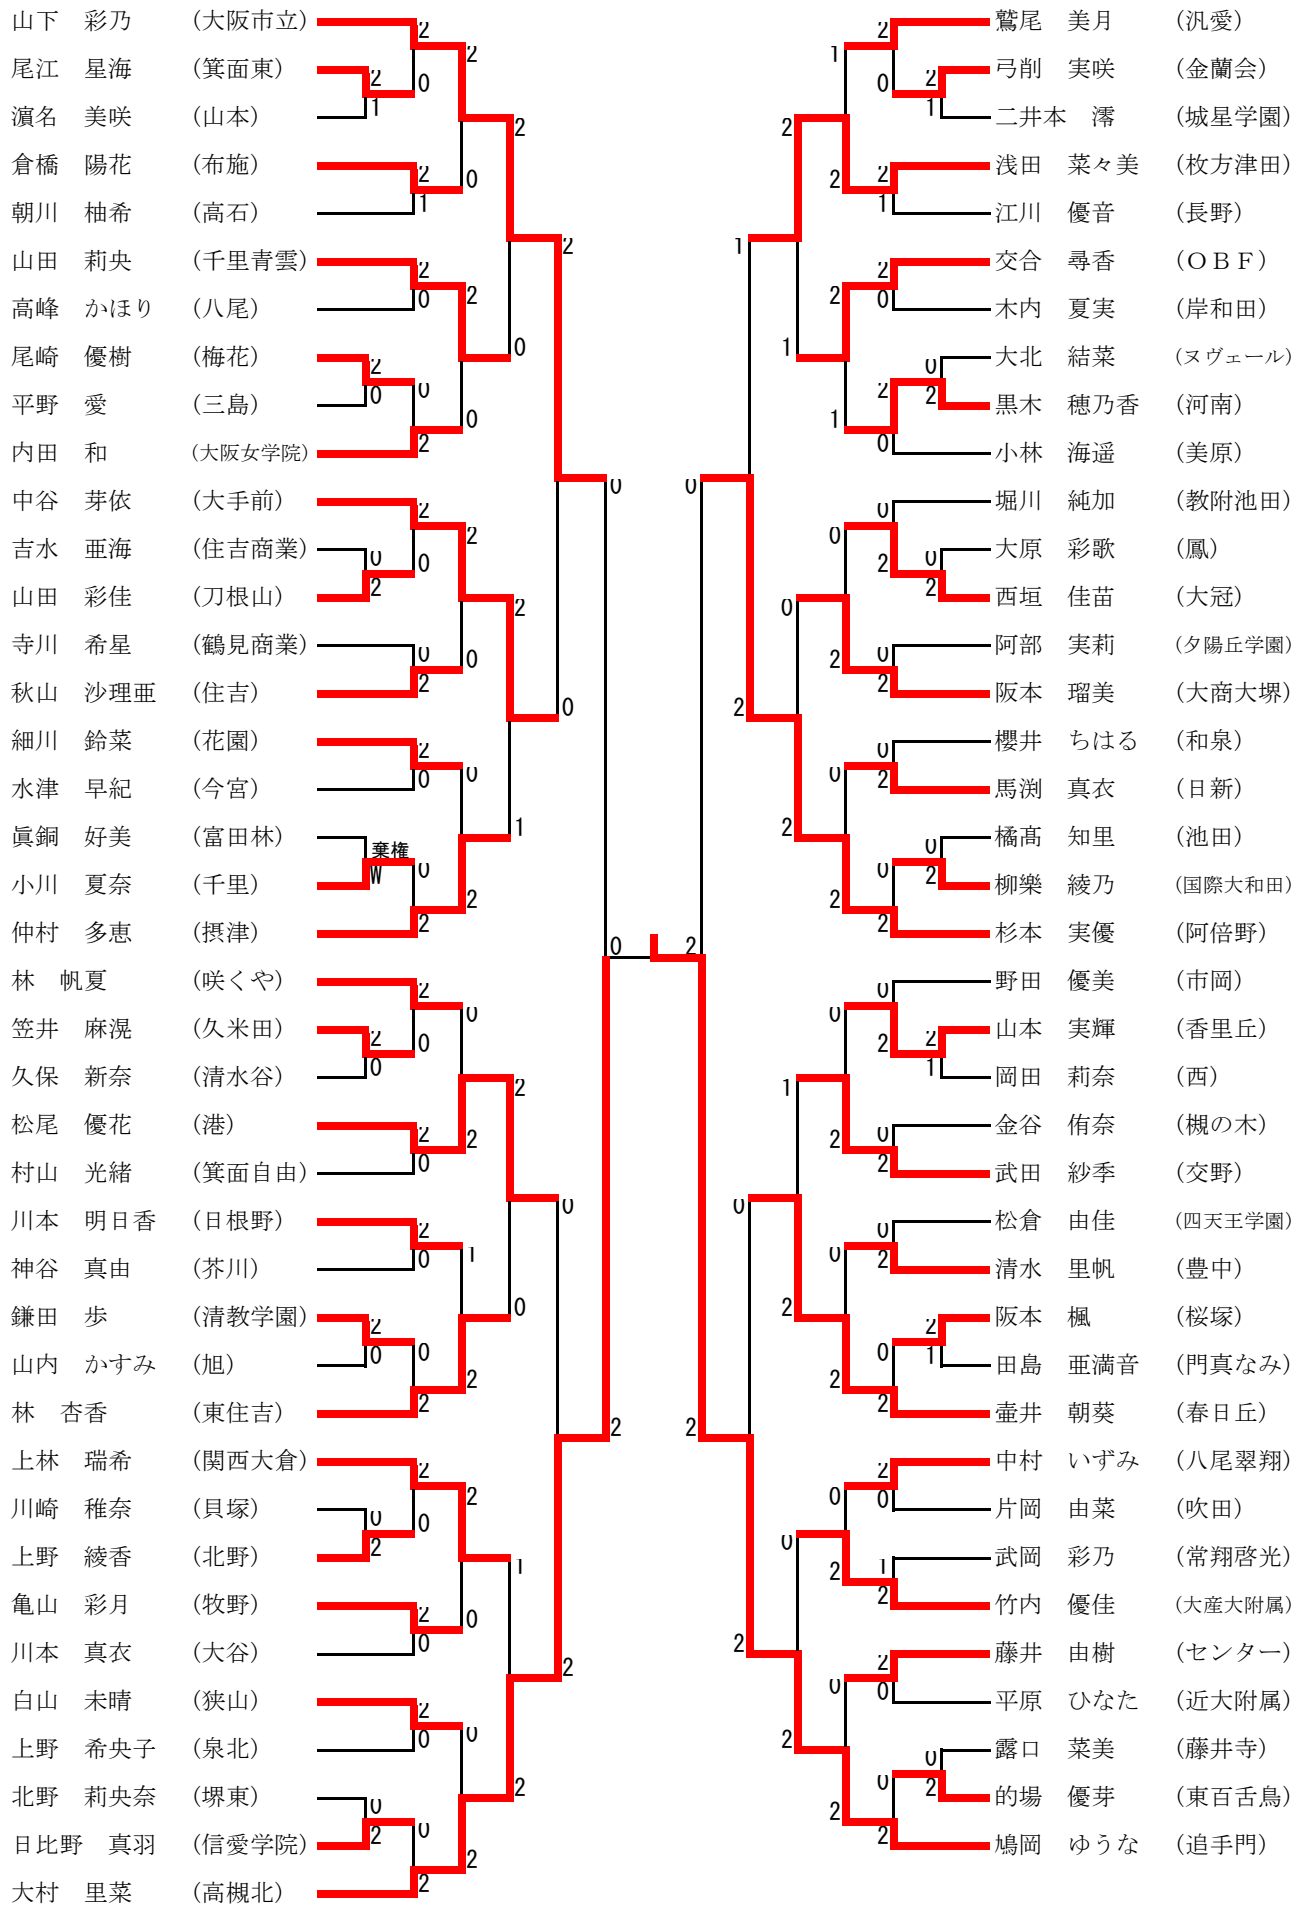 山下　彩乃　（大阪市立）
尾江　星海　（箕面東）
濵名　美咲　（山本）
倉橋　陽花　（布施）
朝川　柚希　（高石）
山田　莉央　（千里青雲）
高峰　かほり　（八尾）
尾崎　優樹　（梅花）
平野　愛　（三島）
内田　和　（大阪女学院）
中谷　芽依　（大手前）
吉水　亜海　（住吉商業）
山田　彩佳　（刀根山）
寺川　希星　（鶴見商業）
秋山　沙理亜　（住吉）
細川　鈴菜　（花園）
水津　早紀　（今宮）
眞銅　好美　（富田林）
棄権
W
小川　夏奈　（千里）
仲村　多恵　（摂津）
林　帆夏　（咲くや）
笠井　麻滉　（久米田）
久保　新奈　（清水谷）
松尾　優花　（港）
村山　光緒　（箕面自由）
川本　明日香　（日根野）
神谷　真由　（芥川）
鎌田　歩　（清教学園）
山内　かすみ　（旭）
林　杏香　（東住吉）
上林　瑞希　（関西大倉）
川崎　稚奈　（貝塚）
上野　綾香　（北野）
亀山　彩月　（牧野）
川本　真衣　（大谷）
白山　未晴　（狭山）
上野　希央子　（泉北）
北野　莉央奈　（堺東）
日比野　真羽　（信愛学院）
大村　里菜　（高槻北）
鷲尾　美月　（汎愛）
弓削　実咲　（金蘭会）
二井本　澪　（城星学園）
浅田　菜々美　（枚方津田）
江川　優音　（長野）
交合　尋香　（ＯＢＦ）
木内　夏実　（岸和田）
大北　結菜　（ヌヴェール）
黒木　穂乃香　（河南）
小林　海遥　（美原）
堀川　純加　（教附池田）
大原　彩歌　（鳳）
西垣　佳苗　（大冠）
阿部　実莉　（夕陽丘学園）
阪本　瑠美　（大商大堺）
櫻井　ちはる　（和泉）
馬渕　真衣　（日新）
橘髙　知里　（池田）
柳樂　綾乃　（国際大和田）
杉本　実優　（阿倍野）
野田　優美　（市岡）
山本　実輝　（香里丘）
岡田　莉奈　（西）
金谷　侑奈　（槻の木）
武田　紗季　（交野）
松倉　由佳　（四天王学園）
清水　里帆　（豊中）
阪本　楓　（桜塚）
田島　亜満音　（門真なみ）
壷井　朝葵　（春日丘）
中村　いずみ　（八尾翠翔）
片岡　由菜　（吹田）
武岡　彩乃　（常翔啓光）
竹内　優佳　（大産大附属）
藤井　由樹　（センター）
平原　ひなた　（近大附属）
露口　菜美　（藤井寺）
的場　優芽　（東百舌鳥）
鳩岡　ゆうな　（追手門）